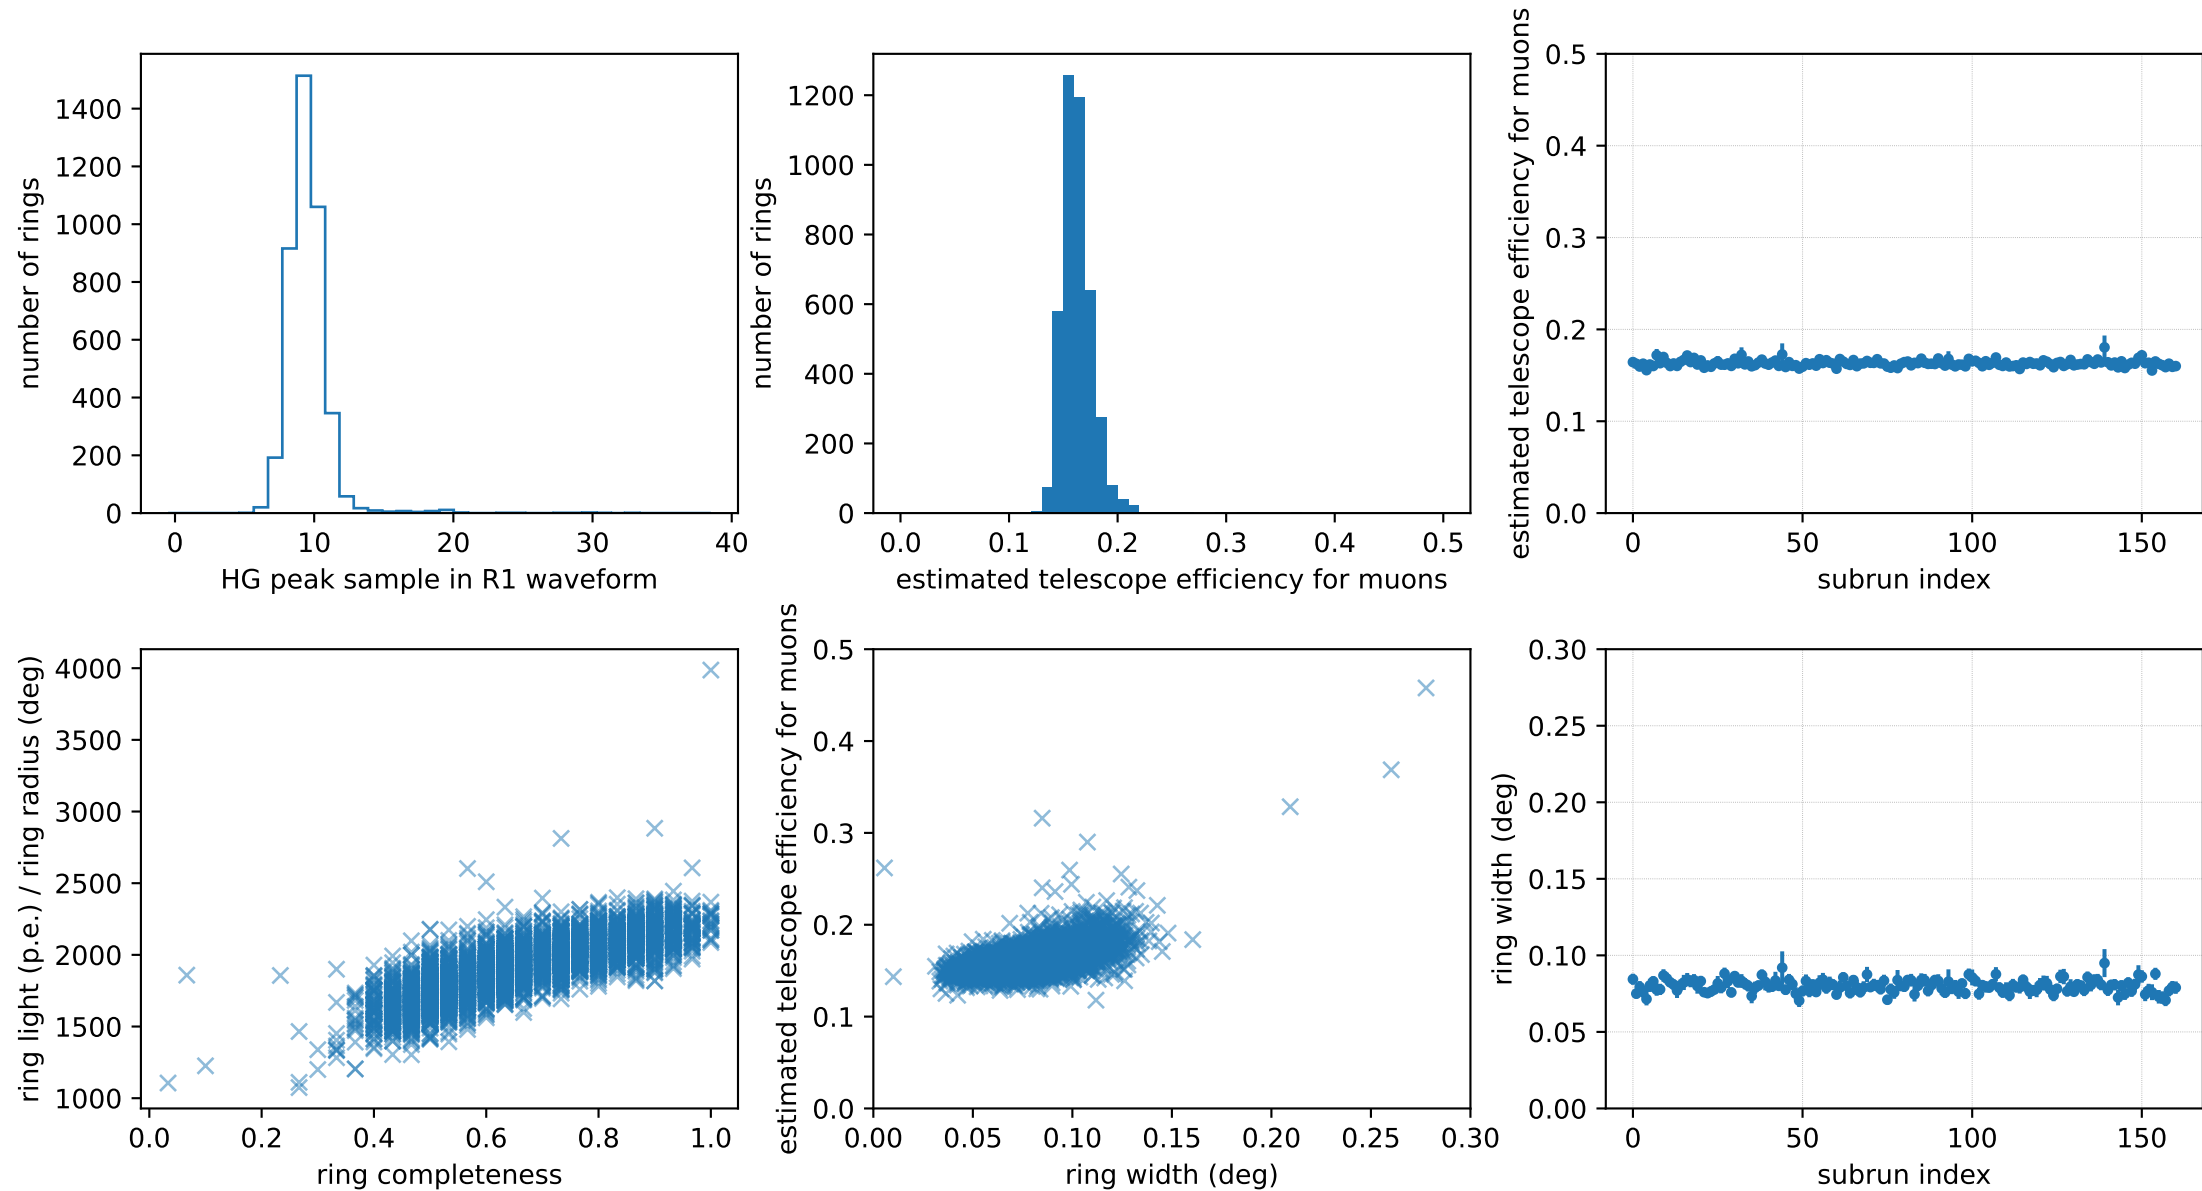 number of rings
1400
1200
1000
800
600
400
200
0
0 10 20 30 40
HG peak sample in R1 waveform
number of rings
1200
1000
800
600
400
200
0
0.0 0.1 0.2 0.3 0.4 0.5
estimated telescope efficiency for muons
estimated telescope efficiency for muons
0.5
0.4
0.3
0.2
0.1
0.0
0 50 100 150
subrun index
ring light (p.e.) / ring radius (deg)
4000
3500
3000
2500
2000
1500
1000
0.0 0.2 0.4 0.6 0.8 1.0
ring completeness
estimated telescope efficiency for muons
0.5
0.4
0.3
0.2
0.1
0.0
0.00 0.05 0.10 0.15 0.20 0.25 0.30
ring width (deg)
ring width (deg)
0.30
0.25
0.20
0.15
0.10
0.05
0.00
0 50 100 150
subrun index